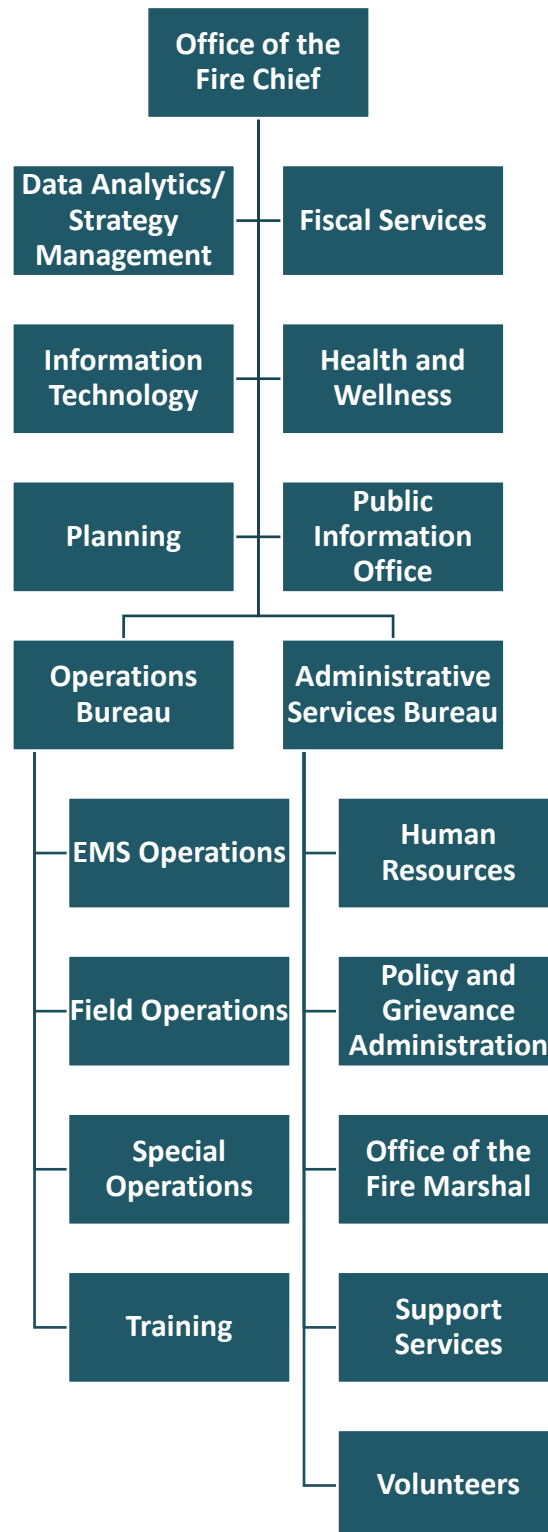 Office of the
Fire Chief
Data Analytics/
Strategy
Management
Fiscal Services
Information
Technology
Health and
Wellness
Planning
Public
Information
Office
Operations
Bureau
Administrative
Services Bureau
EMS Operations
Field Operations
Special
Operations
Training
Human
Resources
Policy and
Grievance
Administration
Office of the
Fire Marshal
Support
Services
Volunteers